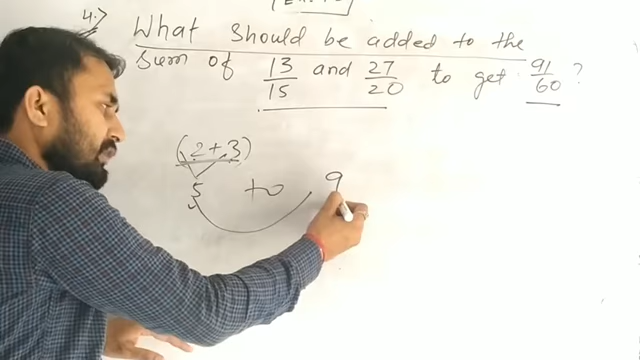 4.> What should be added to the
sum of 13/15 and 27/20 to get 91/60 ?
(2 + 3)
5 to 9